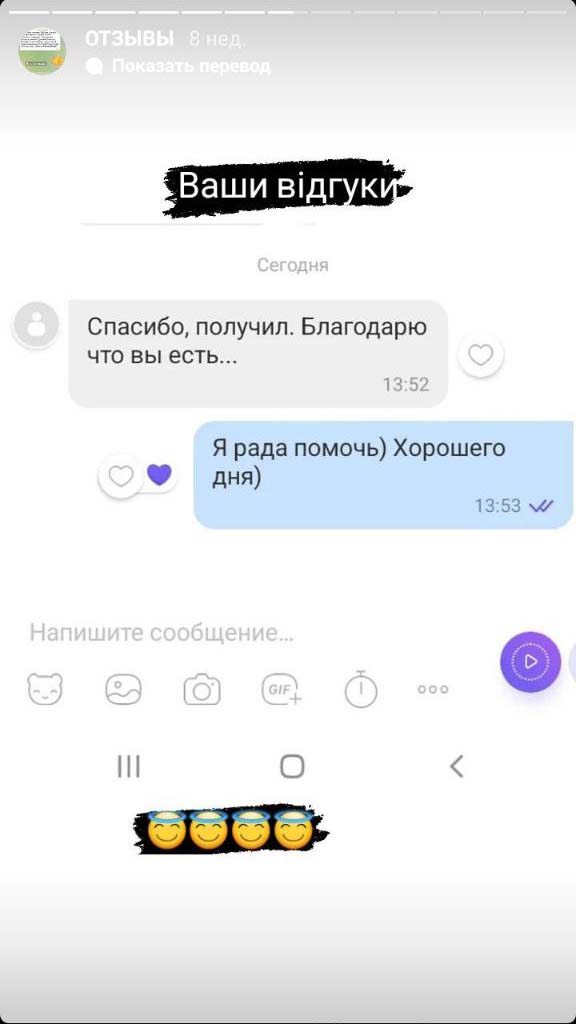 ОТЗЫВЫ 8 нед.
Показать перевод
Ваши відгуки
Сегодня
Спасибо, получил. Благодарю
что вы есть...
13:52
Я рада помочь) Хорошего
дня)
13:53
Напишите сообщение...
GIF